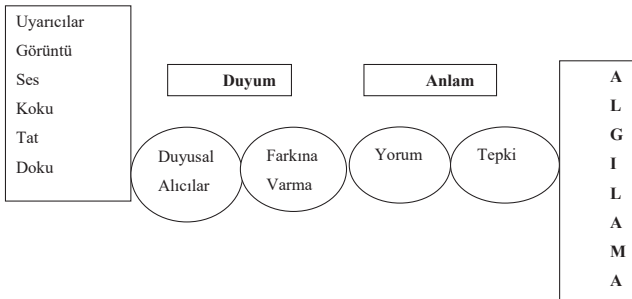 Uyarıcılar
Görüntü
Ses
Koku
Tat
Doku
Duyum
Anlam
Duyusal
Alıcılar
Farkına
Varma
Yorum
Tepki
A
L
G
I
L
A
M
A